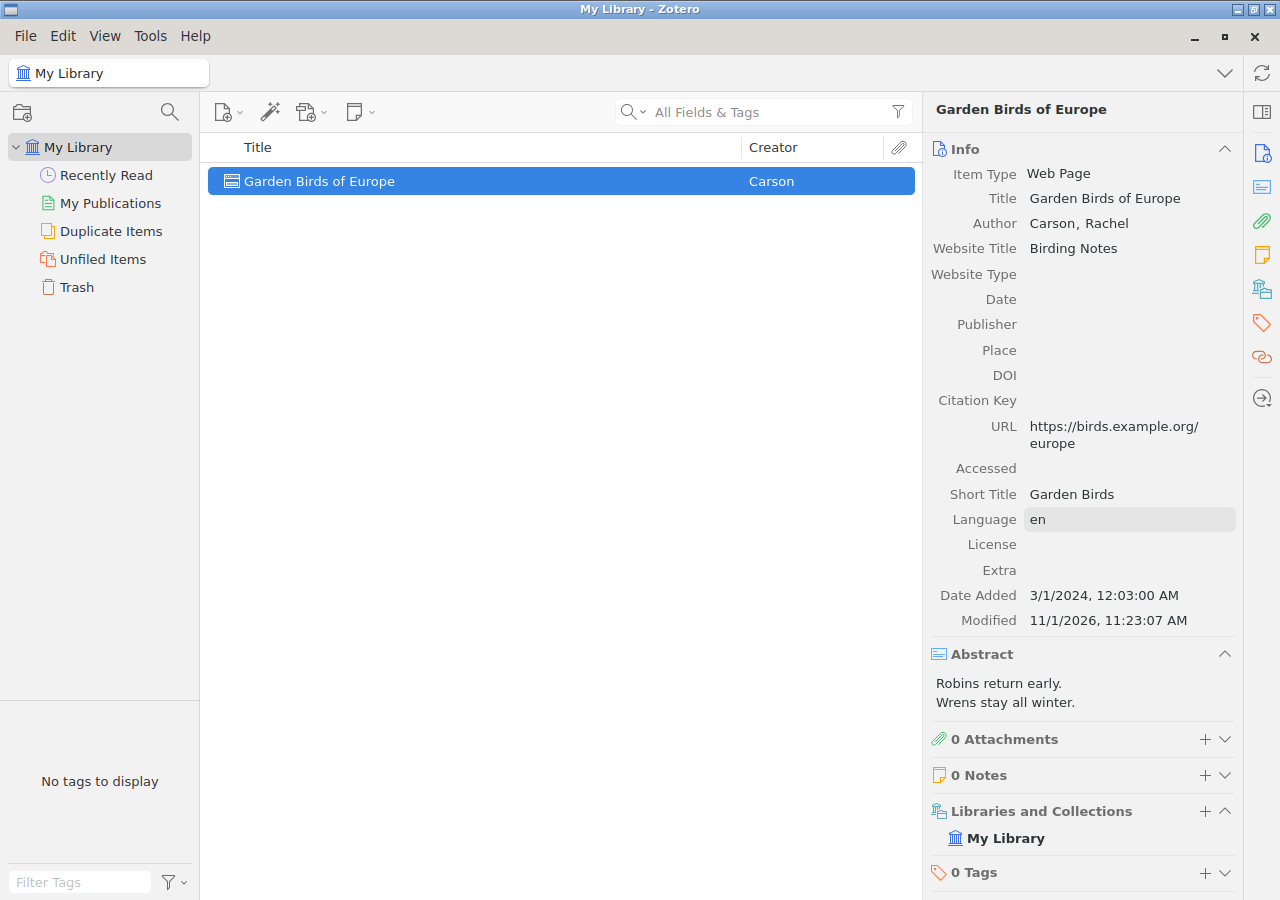 My Library - Zotero
File Edit View Tools Help
My Library
All Fields & Tags
My Library
Recently Read
My Publications
Duplicate Items
Unfiled Items
Trash
No tags to display
Filter Tags
Title Creator
Garden Birds of Europe Carson
Garden Birds of Europe
Info
Item Type Web Page
Title Garden Birds of Europe
Author Carson, Rachel
Website Title Birding Notes
Website Type
Date
Publisher
Place
DOI
Citation Key
URL https://birds.example.org/
europe
Accessed
Short Title Garden Birds
Language en
License
Extra
Date Added 3/1/2024, 12:03:00 AM
Modified 11/1/2026, 11:23:07 AM
Abstract
Robins return early.
Wrens stay all winter.
0 Attachments
0 Notes
Libraries and Collections
My Library
0 Tags